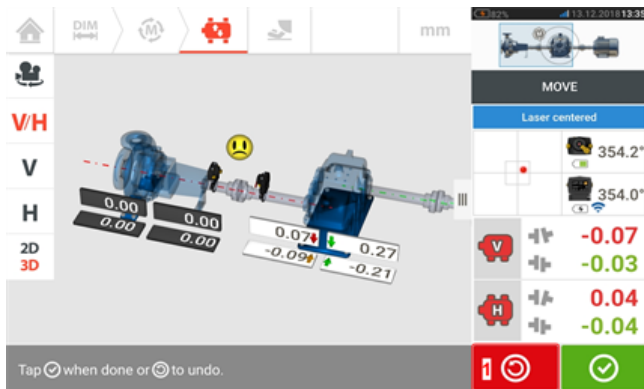 DIM
M
mm
82%
13.12.2018 13:35
M
MOVE
Laser centered
354.2°
354.0°
V/H
V
H
2D
3D
0.00
0.00
0.00
0.00
0.07
0.27
-0.09
-0.21
V
-0.07
-0.03
H
0.04
-0.04
Tap when done or to undo.
1